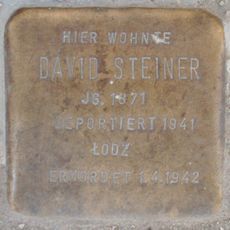 HIER WOHNTE
DAVID STEINER
JG. 1871
DEPORTIERT 1941
ŁODZ
ERMORDET 1.4.1942